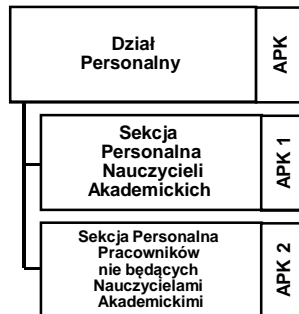 Dział
Personalny
APK
Sekcja
Personalna
Nauczycieli
Akademickich
APK 1
Sekcja Personalna
Pracowników
nie będących
Nauczycielami
Akademickimi
APK 2